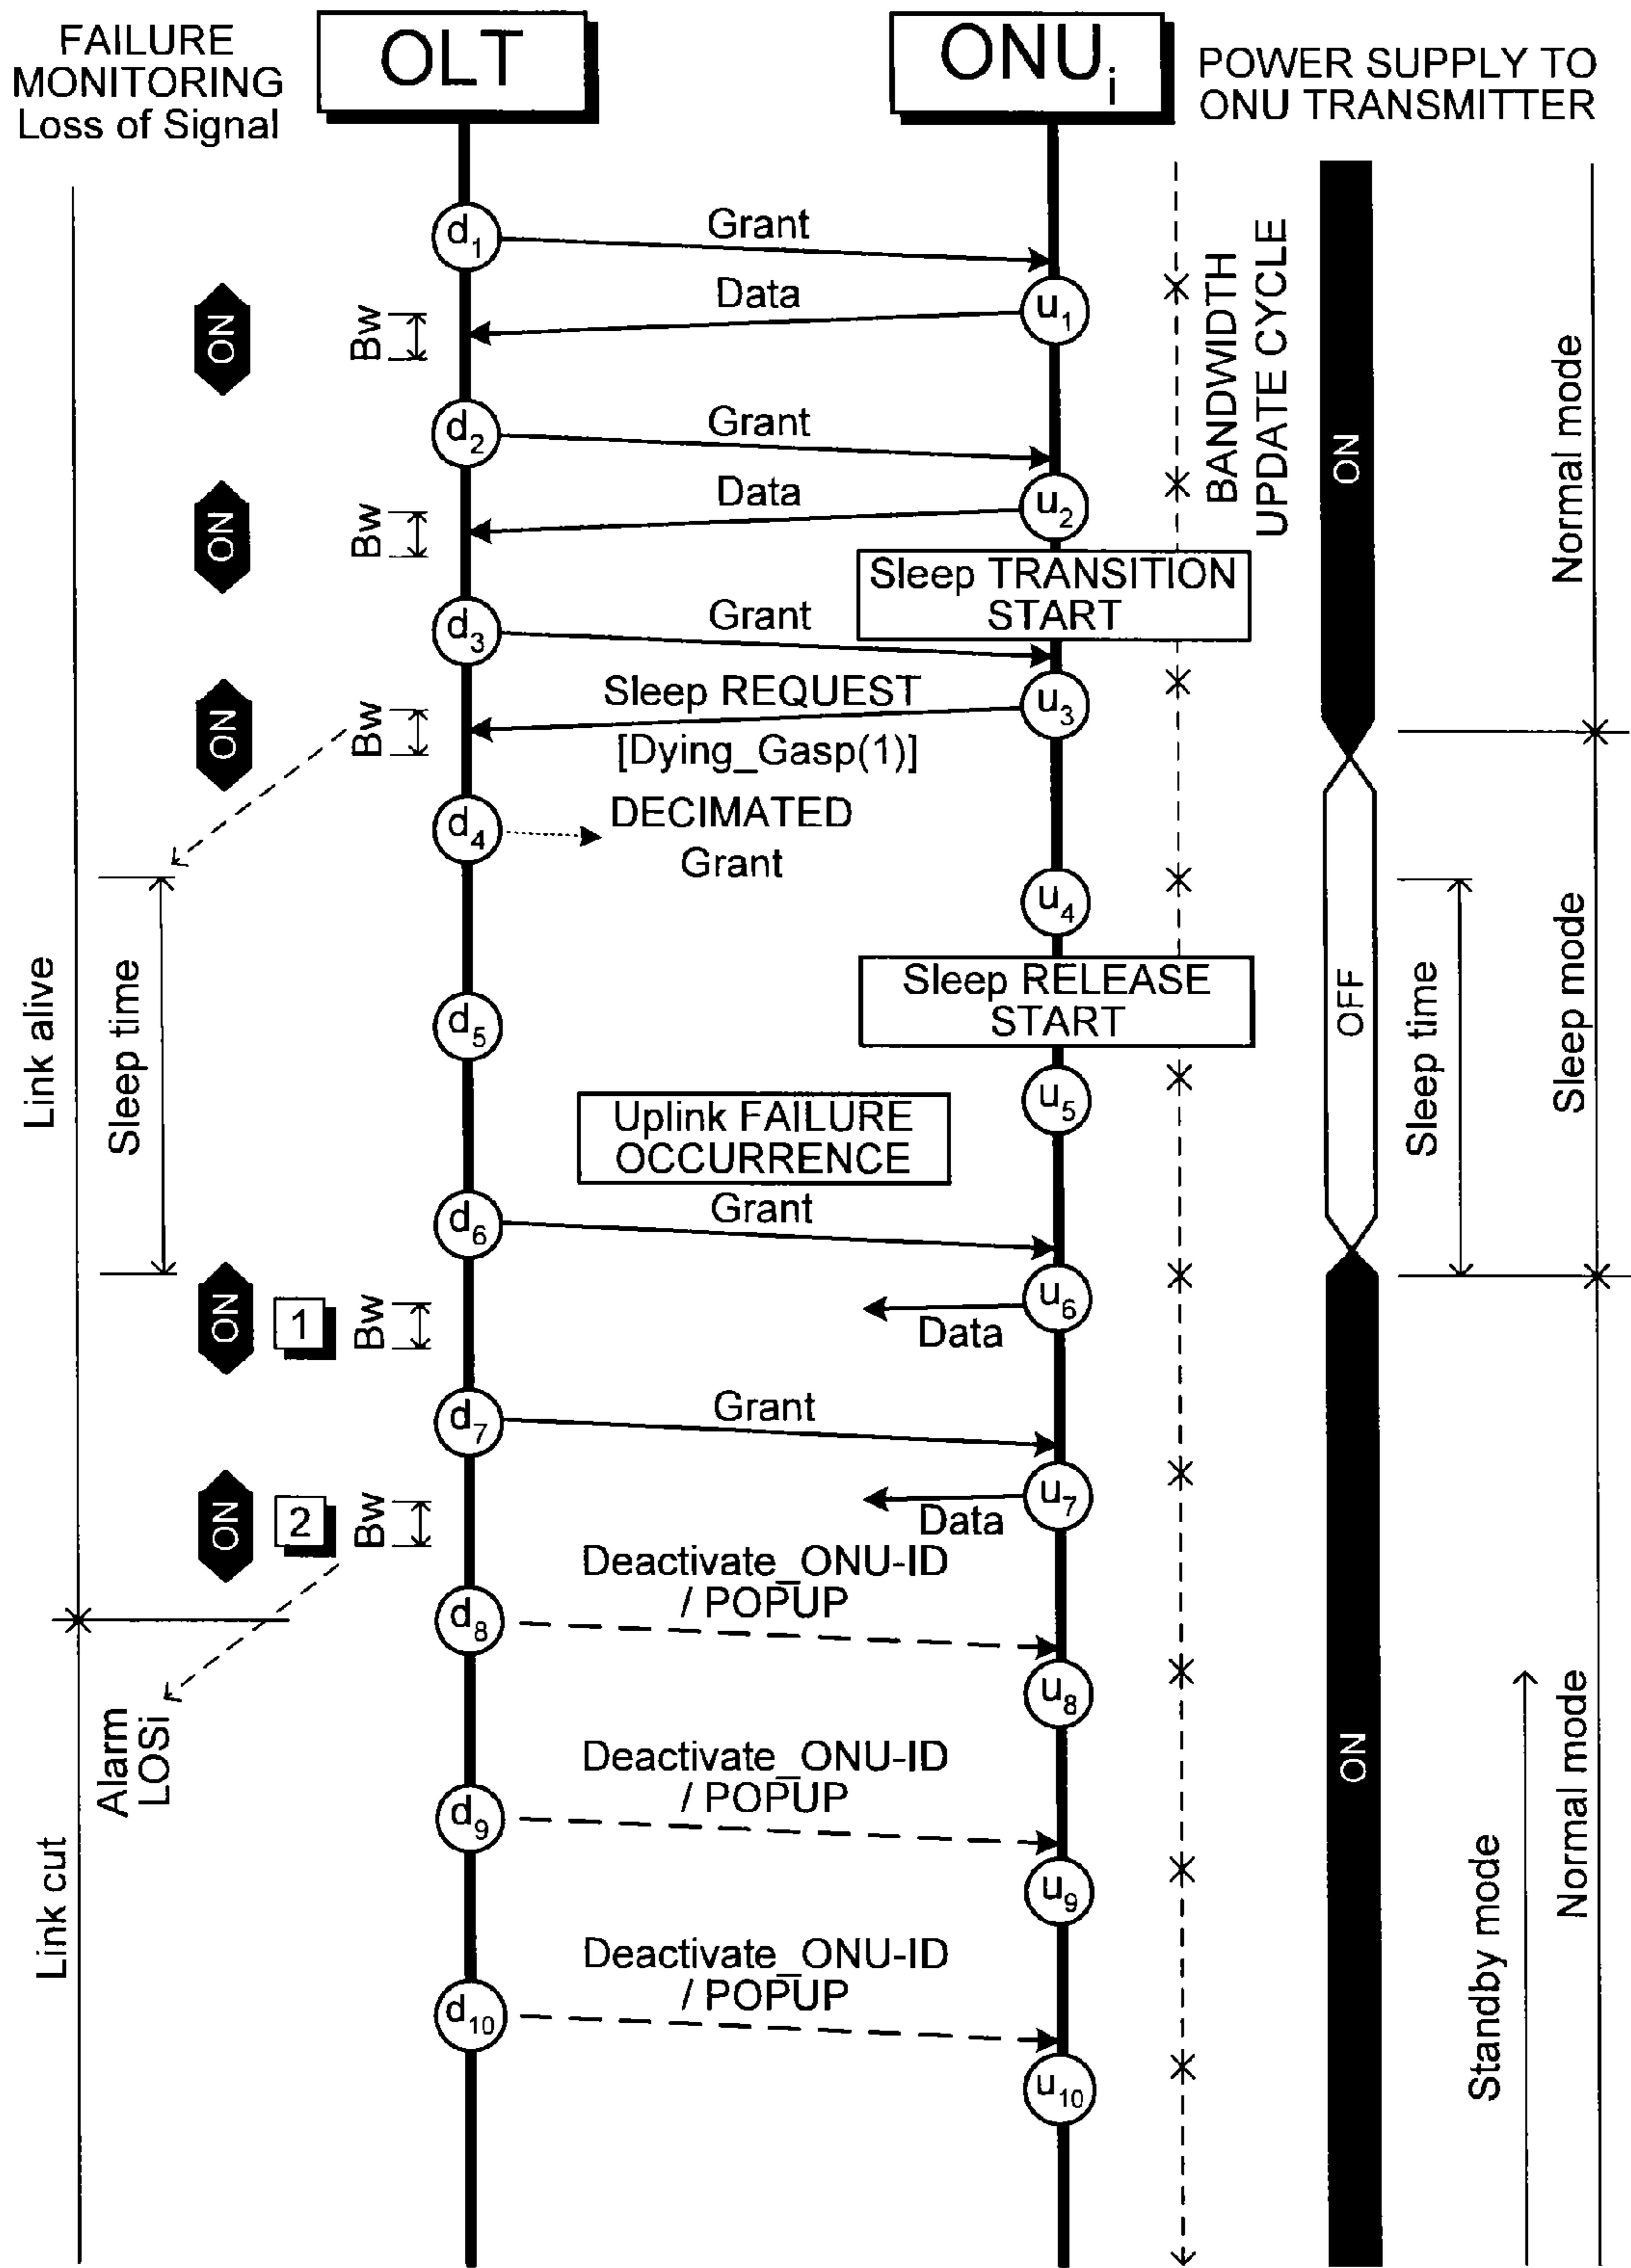 FAILURE
MONITORING
Loss of Signal
OLT
ONUi
POWER SUPPLY TO
ONU TRANSMITTER
d1
Grant
BANDWIDTH
UPDATE CYCLE
ON
Normal mode
ON
Bw
Data
u1
d2
Grant
ON
Bw
Data
u2
Sleep TRANSITION
START
d3
Grant
ON
Bw
Sleep REQUEST
[Dying_Gasp(1)]
u3
d4
DECIMATED
Grant
u4
Link alive
Sleep time
d5
Sleep RELEASE
START
OFF
Sleep time
Sleep mode
u5
Uplink FAILURE
OCCURRENCE
d6
Grant
ON
1
Bw
Data
u6
d7
Grant
ON
2
Bw
Data
u7
Deactivate_ONU-ID
/ POPUP
d8
u8
Alarm
LOSi
Deactivate_ONU-ID
/ POPUP
d9
u9
ON
Normal mode
Standby mode
Link cut
Deactivate_ONU-ID
/ POPUP
d10
u10